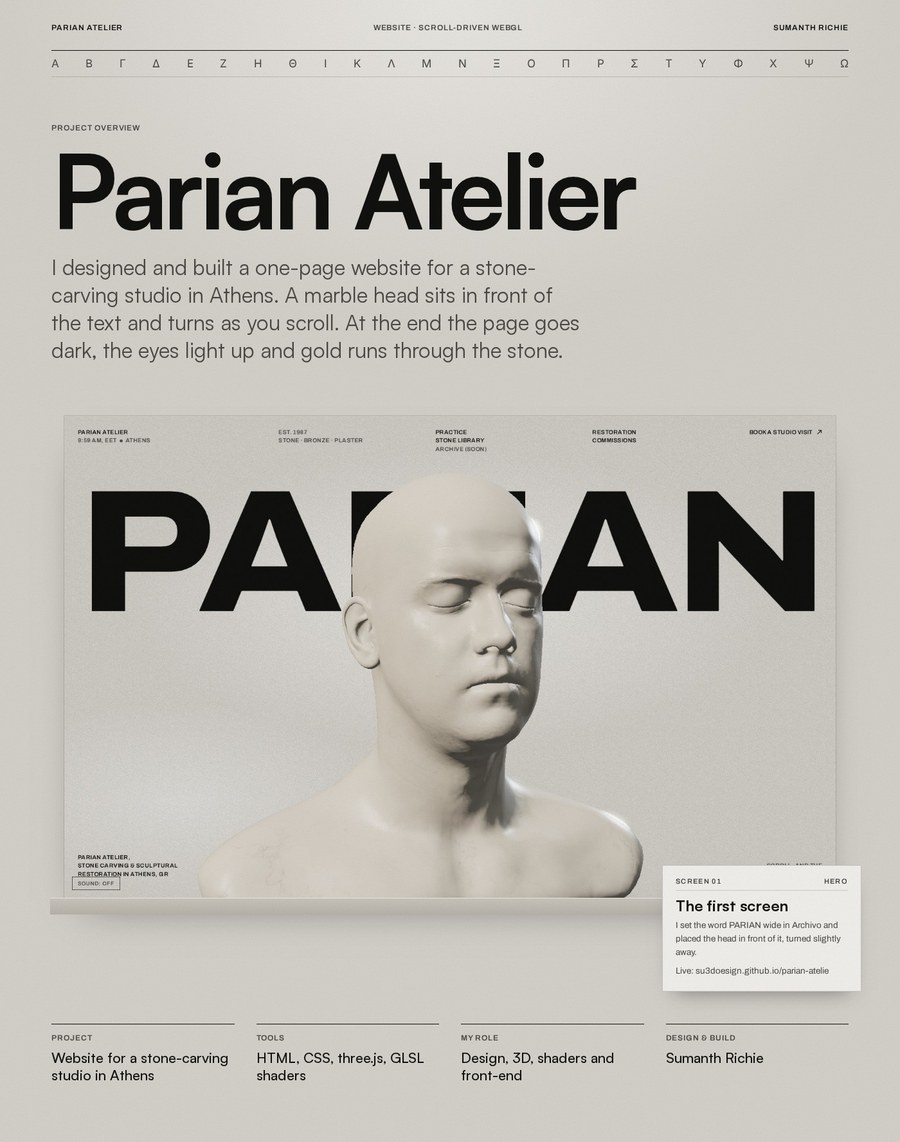 PARIAN ATELIER
WEBSITE · SCROLL-DRIVEN WEBGL
SUMANTH RICHIE
Α Β Γ Δ Ε Ζ Η Θ Ι Κ Λ Μ Ν Ξ Ο Π Ρ Σ Τ Υ Φ Χ Ψ Ω
PROJECT OVERVIEW
Parian Atelier
I designed and built a one-page website for a stone-
carving studio in Athens. A marble head sits in front of
the text and turns as you scroll. At the end the page goes
dark, the eyes light up and gold runs through the stone.
PARIAN ATELIER
9:59 AM, EET ● ATHENS
EST. 1987
STONE · BRONZE · PLASTER
PRACTICE
STONE LIBRARY
ARCHIVE (SOON)
RESTORATION
COMMISSIONS
BOOK A STUDIO VISIT ↗
PARIAN
PARIAN ATELIER,
STONE CARVING & SCULPTURAL
RESTORATION IN ATHENS, GR
SOUND: OFF
SCREEN 01
HERO
The first screen
I set the word PARIAN wide in Archivo and
placed the head in front of it, turned slightly
away.
Live: su3doesign.github.io/parian-atelie
PROJECT
Website for a stone-carving
studio in Athens
TOOLS
HTML, CSS, three.js, GLSL
shaders
MY ROLE
Design, 3D, shaders and
front-end
DESIGN & BUILD
Sumanth Richie